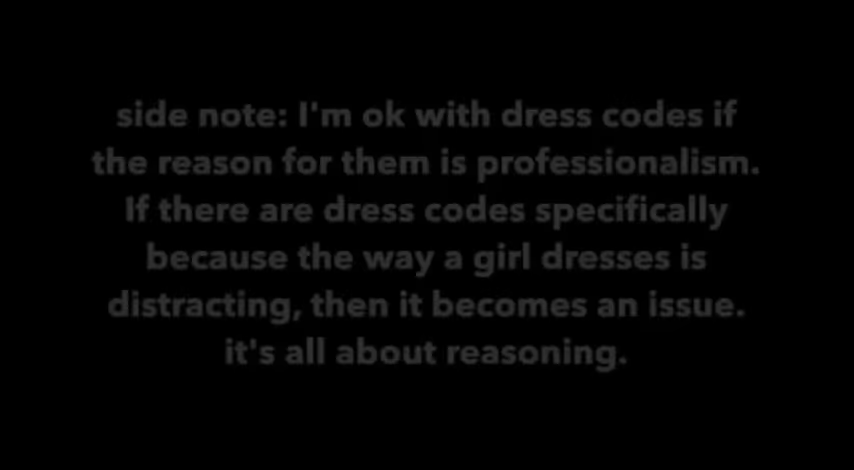 side note: I'm ok with dress codes if
the reason for them is professionalism.
If there are dress codes specifically
because the way a girl dresses is
distracting, then it becomes an issue.
it's all about reasoning.